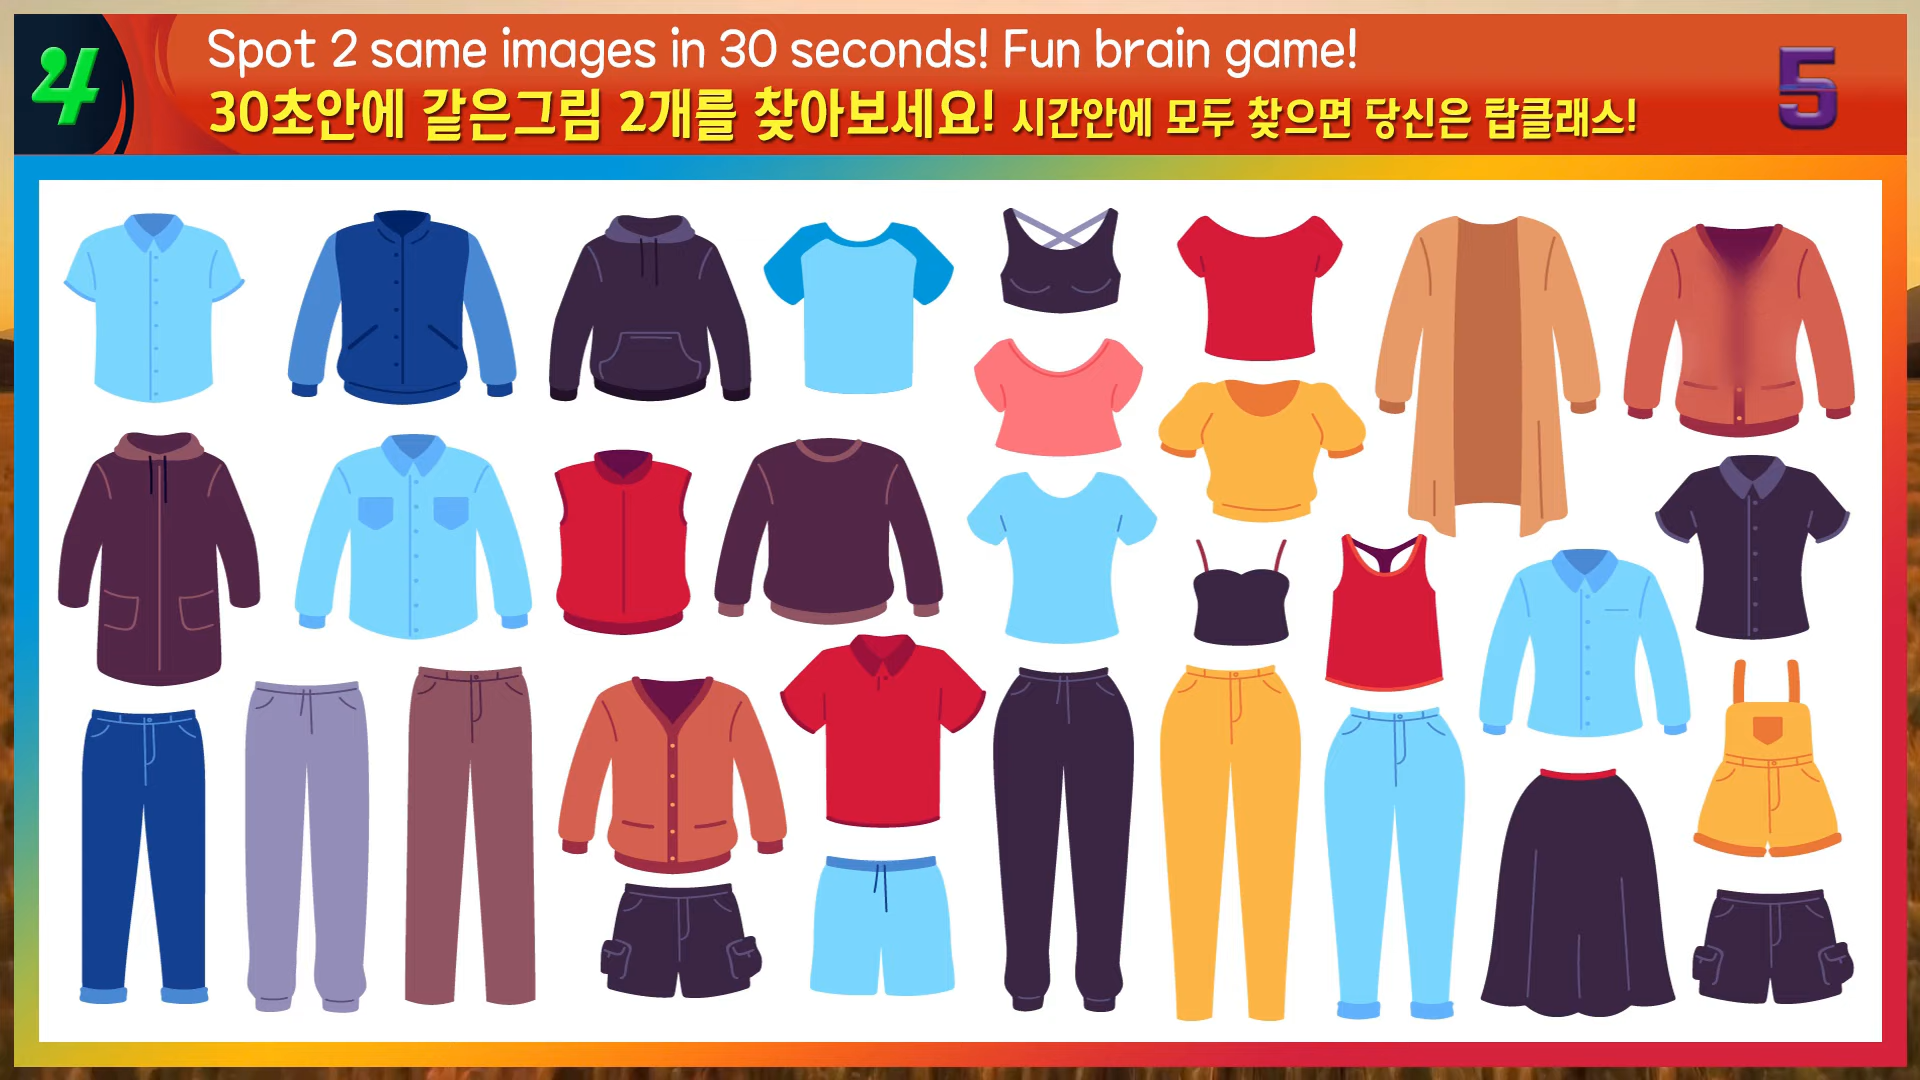 4
Spot 2 same images in 30 seconds! Fun brain game!
30초안에 같은그림 2개를 찾아보세요! 시간안에 모두 찾으면 당신은 탑클래스!
5